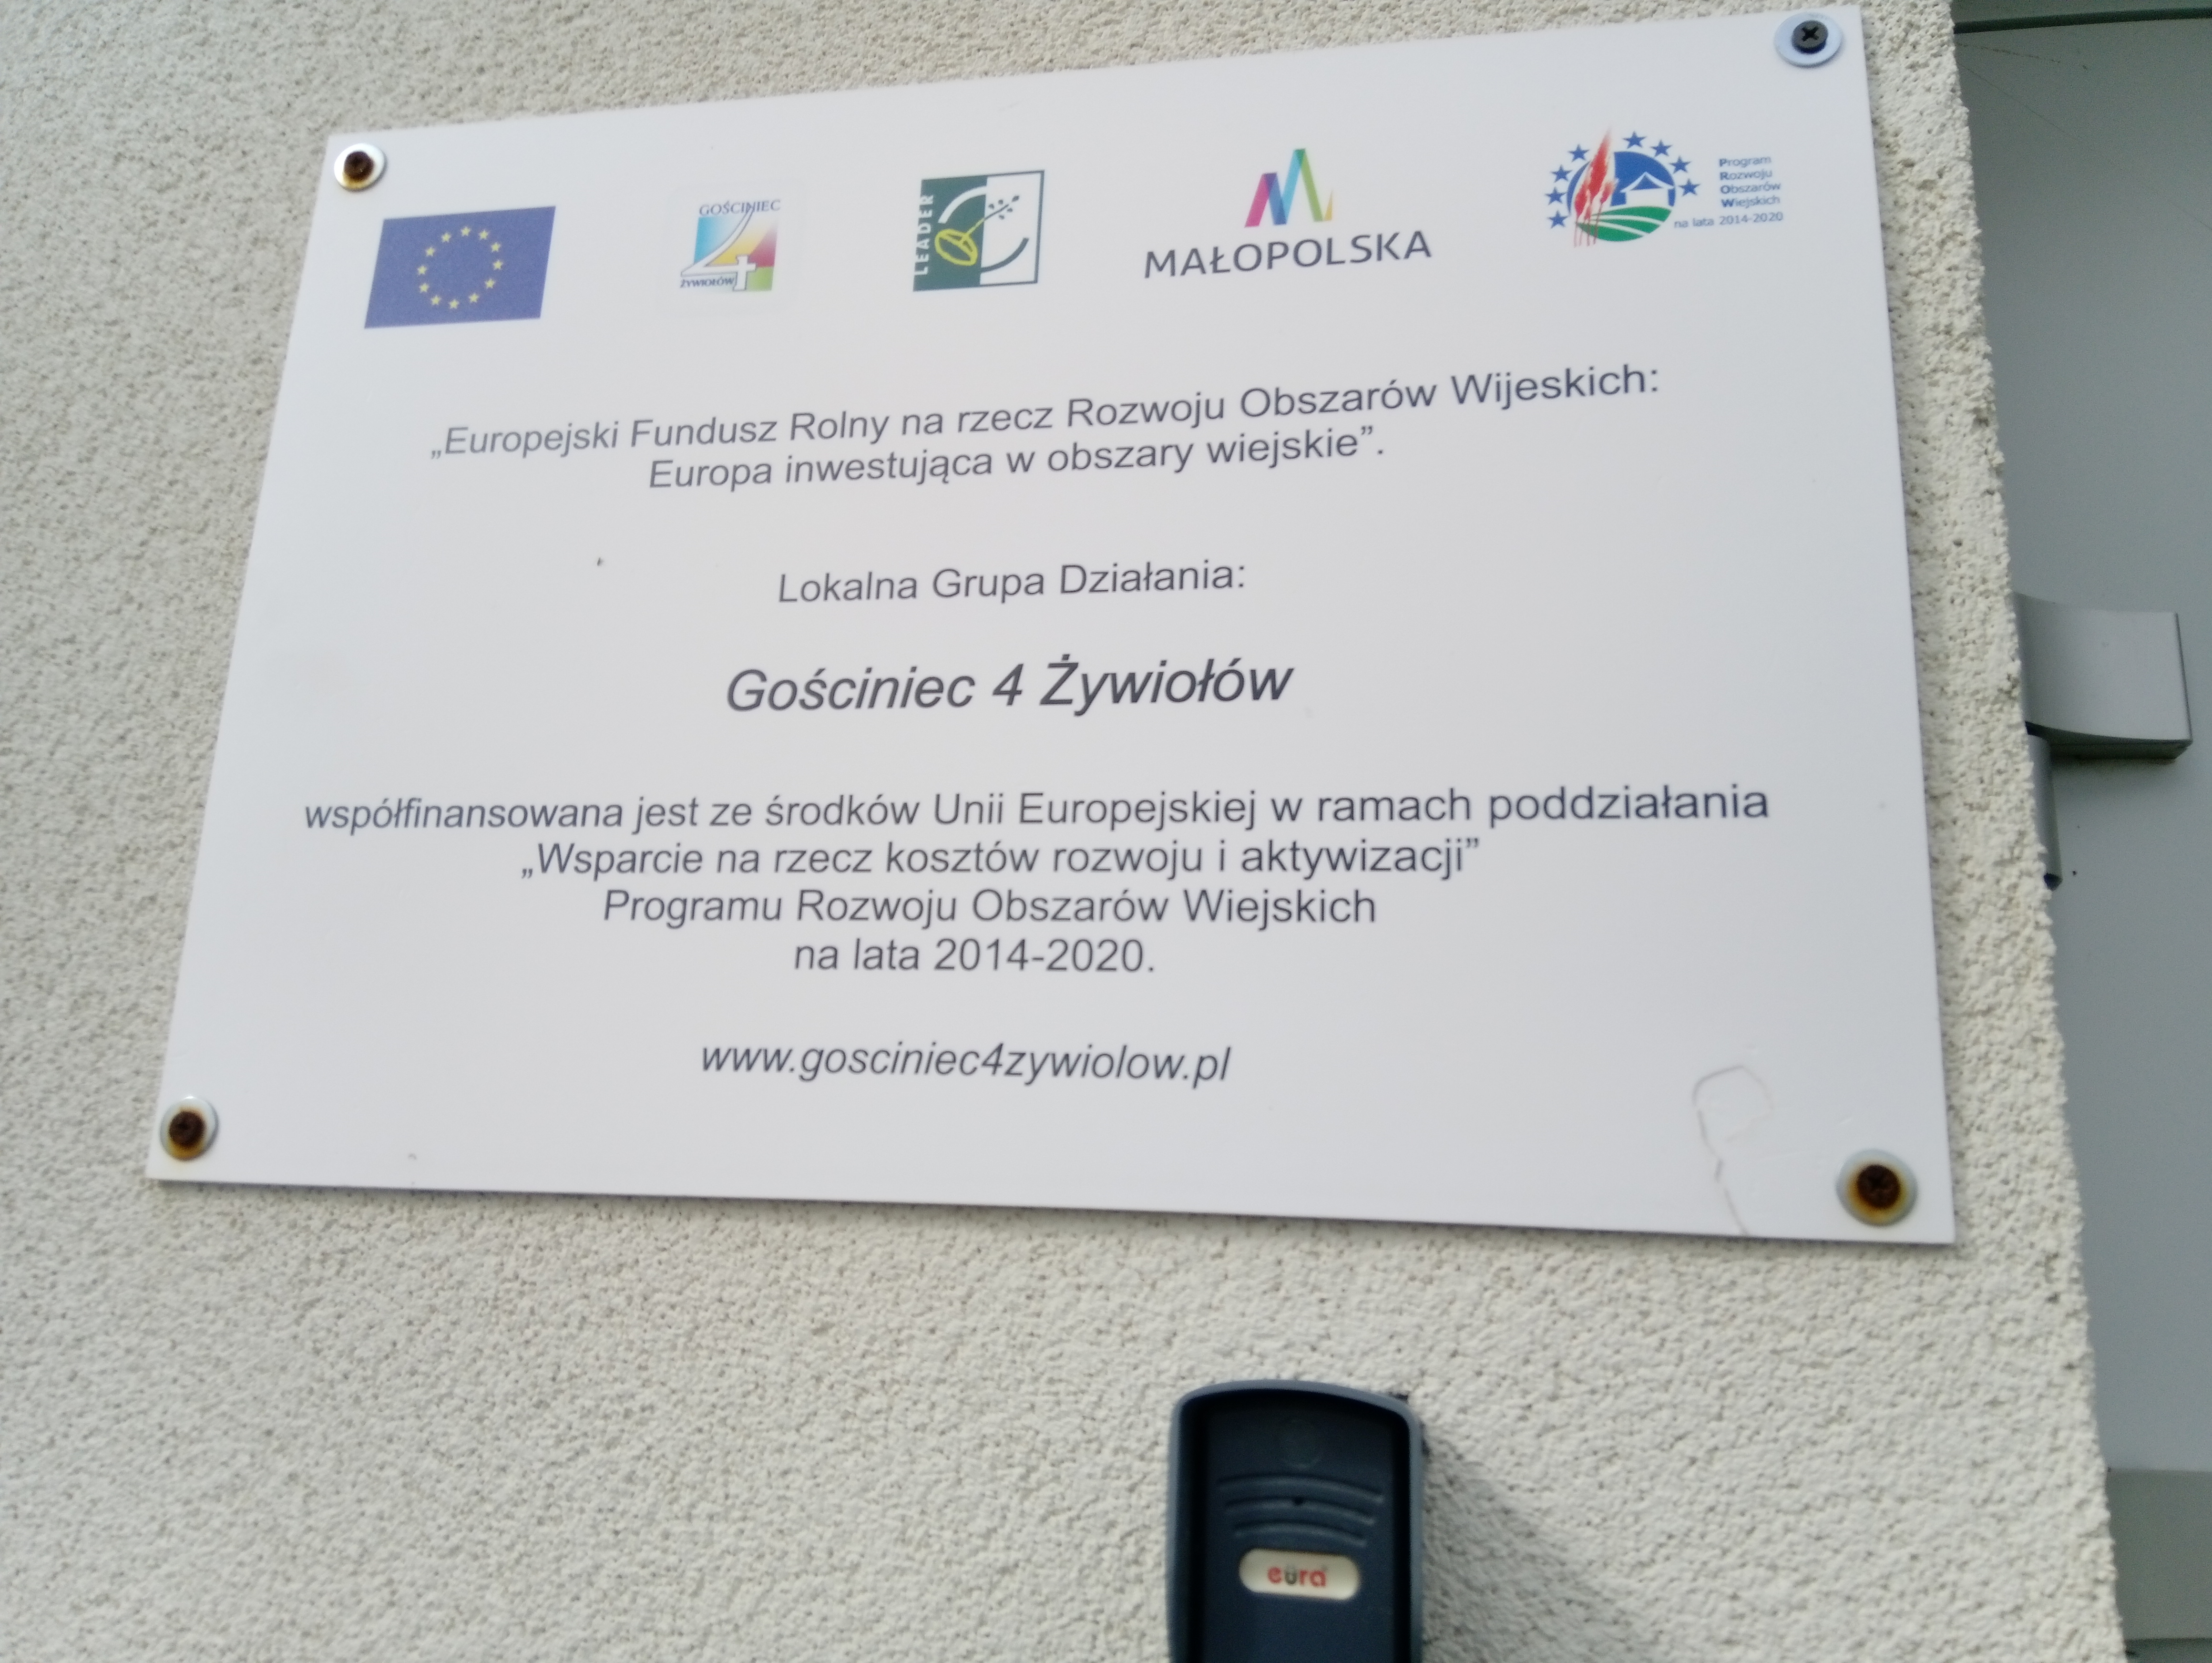 GOŚCINIEC
4
ŻYWIOŁÓW
LEADER
MAŁOPOLSKA
Program
Rozwoju
Obszarów
Wiejskich
na lata 2014-2020
„Europejski Fundusz Rolny na rzecz Rozwoju Obszarów Wijeskich:
Europa inwestująca w obszary wiejskie”.
Lokalna Grupa Działania:
Gościniec 4 Żywiołów
współfinansowana jest ze środków Unii Europejskiej w ramach poddziałania
„Wsparcie na rzecz kosztów rozwoju i aktywizacji”
Programu Rozwoju Obszarów Wiejskich
na lata 2014-2020.
www.gosciniec4zywiolow.pl
eura